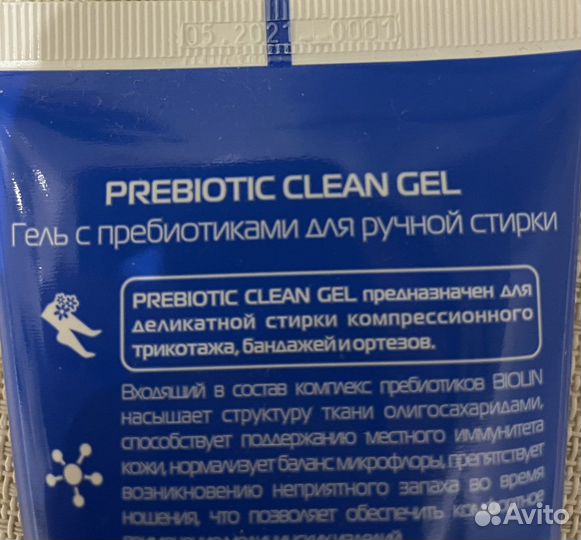 05.2021 0001
PREBIOTIC CLEAN GEL
Гель с пребиотиками для ручной стирки
PREBIOTIC CLEAN GEL предназначен для
деликатной стирки компрессионного
трикотажа, бандажей и ортезов.
Входящий в состав комплекс пребиотиков BIOLIN
насыщает структуру ткани олигосахаридами,
способствует поддержанию местного иммунитета
кожи, нормализует баланс микрофлоры, препятствует
возникновению неприятного запаха во время
ношения, что позволяет обеспечить комфортное
Avito